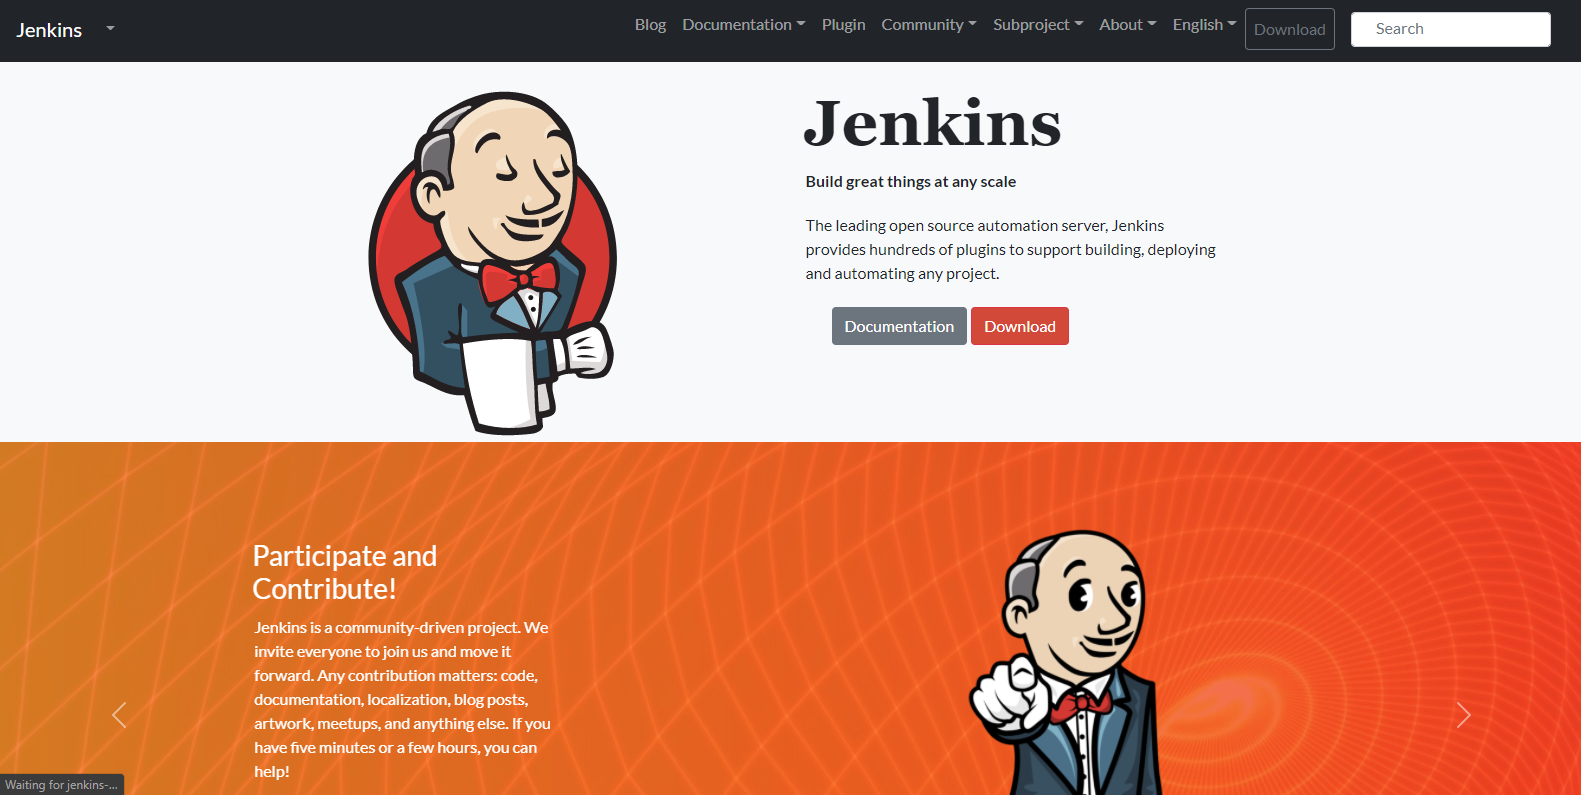 Jenkins
Blog Documentation Plugin Community Subproject About English Download Search
Jenkins
Build great things at any scale
The leading open source automation server, Jenkins
provides hundreds of plugins to support building, deploying
and automating any project.
Documentation Download
Participate and
Contribute!
Jenkins is a community-driven project. We
invite everyone to join us and move it
forward. Any contribution matters: code,
documentation, localization, blog posts,
artwork, meetups, and anything else. If you
have five minutes or a few hours, you can
help!
Waiting for jenkins-...